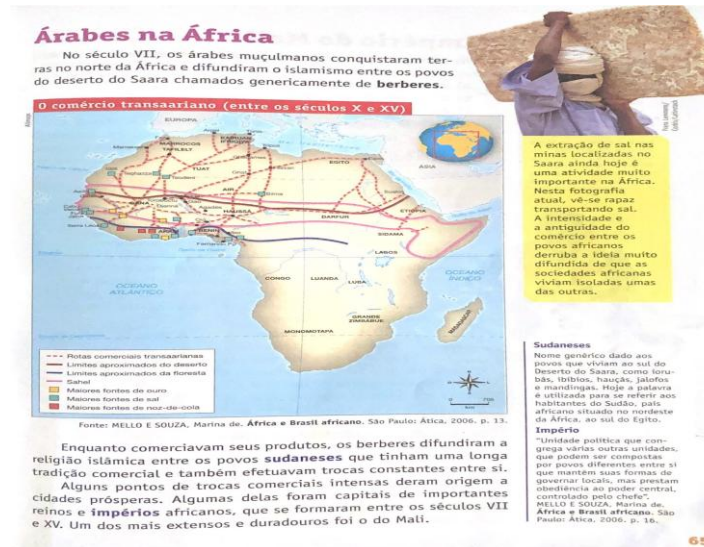 Árabes na África
No século VII, os árabes muçulmanos conquistaram ter-
ras no norte da África e difundiram o islamismo entre os povos
do deserto do Saara chamados genericamente de berberes.
O comércio transaariano (entre os séculos X e XV)
EUROPA
MARROCOS
TAFILELT
TUAT
EGITO
ÁSIA
AIR
HAUSSÁ
DARFUR
ETIÓPIA
SIDAMA
BENIN
LAGOS
CONGO
LUANDA
LUBA
OCEANO
ATLÂNTICO
OCEANO
ÍNDICO
MONOMOTAPA
GRANDE
ZIMBABUE
MADAGASCAR
Rotas comerciais transaarianas
Limites aproximados do deserto
Limites aproximados da floresta
Sahel
Maiores fontes de ouro
Maiores fontes de sal
Maiores fontes de noz-de-cola
Fonte: MELLO E SOUZA, Marina de. África e Brasil africano. São Paulo: Ática, 2006. p. 13.
Enquanto comerciavam seus produtos, os berberes difundiram a
religião islâmica entre os povos sudaneses que tinham uma longa
tradição comercial e também efetuavam trocas constantes entre si.
Alguns pontos de trocas comerciais intensas deram origem a
cidades prósperas. Algumas delas foram capitais de importantes
reinos e impérios africanos, que se formaram entre os séculos VII
e XV. Um dos mais extensos e duradouros foi o do Mali.
A extração de sal nas
minas localizadas no
Saara ainda hoje é
uma atividade muito
importante na África.
Nesta fotografia
atual, vê-se rapaz
transportando sal.
A intensidade e
a antiguidade do
comércio entre os
povos africanos
derruba a ideia muito
difundida de que as
sociedades africanas
viviam isoladas umas
das outras.
Sudaneses
Nome genérico dado aos
povos que viviam ao sul do
Deserto do Saara, como ioru-
bás, ibibios, hauçás, jalofos
e mandingas. Hoje a palavra
é utilizada para se referir aos
habitantes do Sudão, país
africano situado no nordeste
da África, ao sul do Egito.
Império
"Unidade política que con-
grega várias outras unidades,
que podem ser compostas
por povos diferentes entre si
que mantêm suas formas de
governar locais, mas prestam
obediência ao poder central,
controlado pelo chefe".
MELLO E SOUZA, Marina de.
África e Brasil africano. São
Paulo: Ática, 2006. p. 16.
65